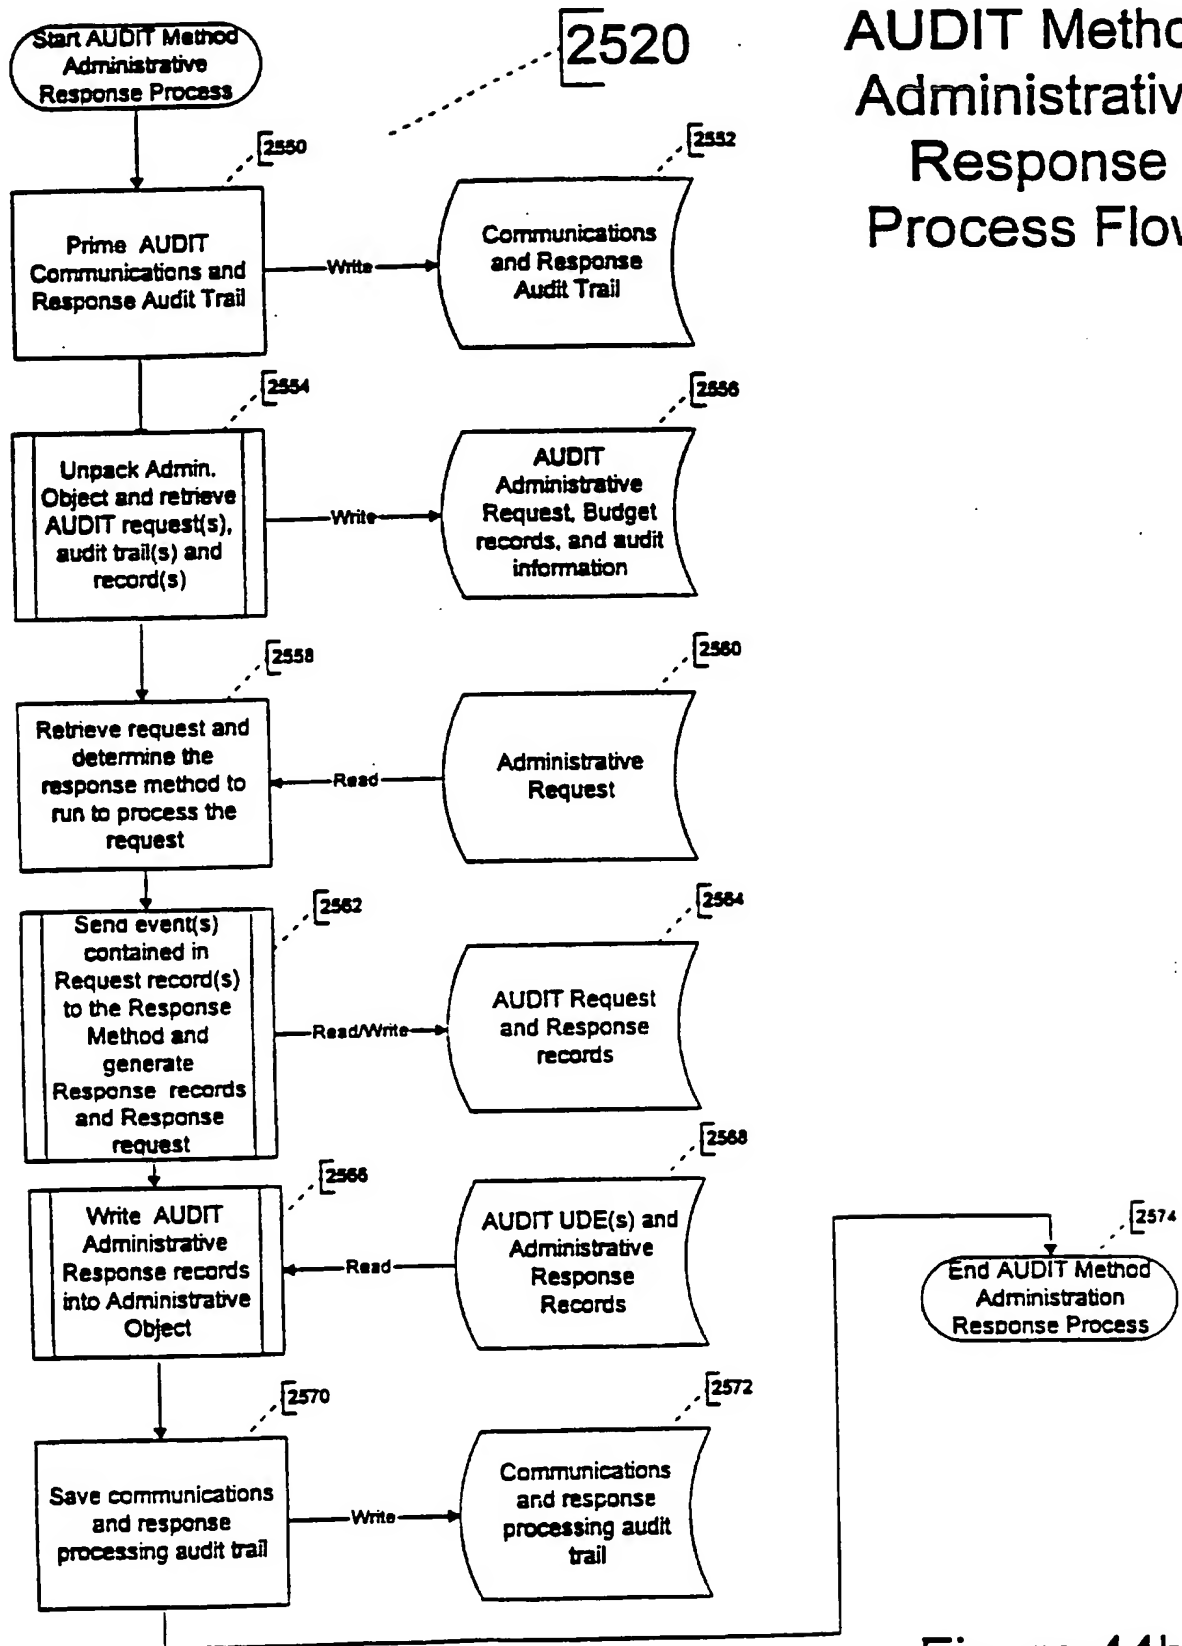 Start AUDIT Method
Administrative
Response Process
2520
AUDIT Metho
Administrativ
Response
Process Flow
2550
Prime AUDIT
Communications and
Response Audit Trail
Write
2552
Communications
and Response
Audit Trail
2554
Unpack Admin.
Object and retrieve
AUDIT request(s),
audit trail(s) and
record(s)
Write
2556
AUDIT
Administrative
Request, Budget
records, and audit
information
2558
Retrieve request and
determine the
response method to
run to process the
request
Read
2560
Administrative
Request
2562
Send event(s)
contained in
Request record(s)
to the Response
Method and
generate
Response records
and Response
request
Read/Write
2564
AUDIT Request
and Response
records
2566
Write AUDIT
Administrative
Response records
into Administrative
Object
Read
2568
AUDIT UDE(s) and
Administrative
Response
Records
2570
Save communications
and response
processing audit trail
Write
2572
Communications
and response
processing audit
trail
2574
End AUDIT Method
Administration
Response Process